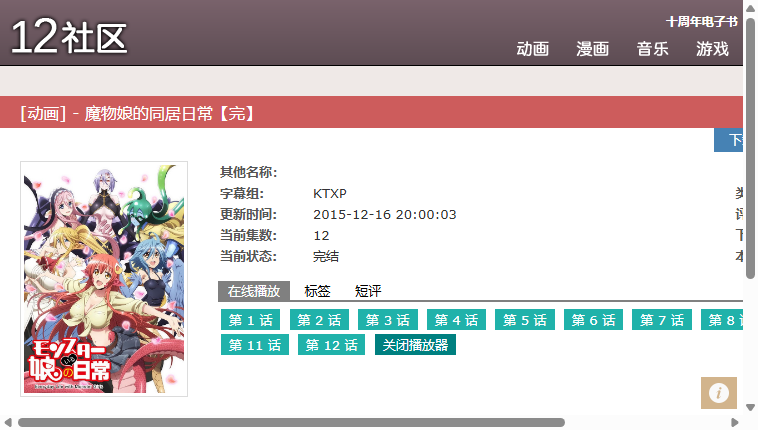 12社区
十周年电子书
动画 漫画 音乐 游戏
[动画] - 魔物娘的同居日常【完】
其他名称:
字幕组: KTXP
更新时间: 2015-12-16 20:00:03
当前集数: 12
当前状态: 完结
在线播放 标签 短评
第 1 话 第 2 话 第 3 话 第 4 话 第 5 话 第 6 话 第 7 话 第 8
第 11 话 第 12 话 关闭播放器
モンスター
娘のいる日常